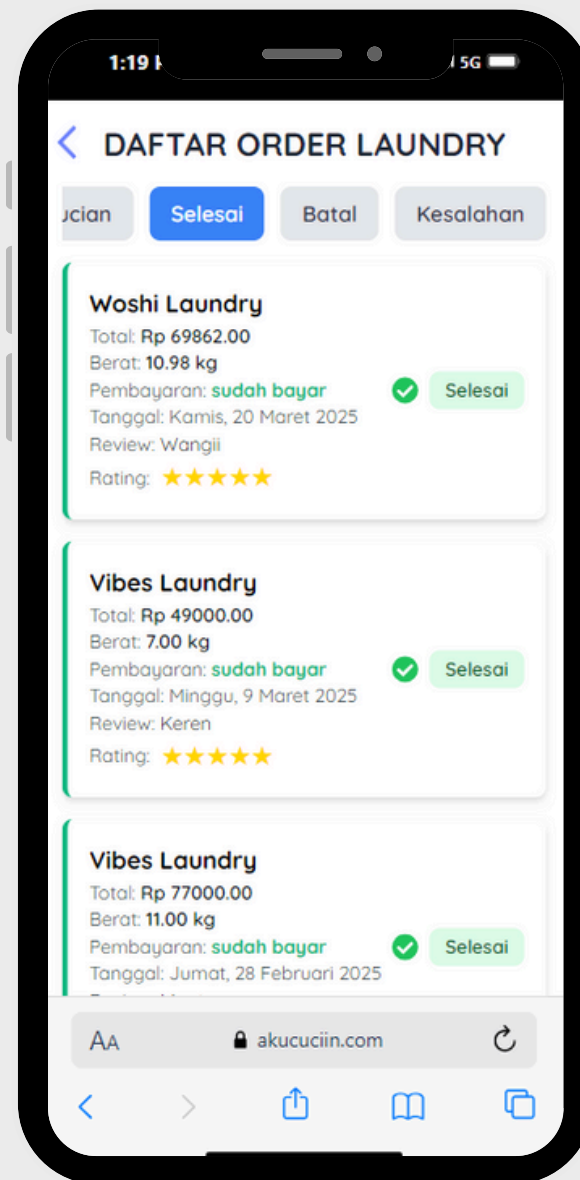 1:19
5G
DAFTAR ORDER LAUNDRY
Selesai Batal Kesalahan
Woshi Laundry
Total: Rp 69862.00
Berat: 10.98 kg
Pembayaran: sudah bayar
Selesai
Tanggal: Kamis, 20 Maret 2025
Review: Wangii
Rating: ★★★★★
Vibes Laundry
Total: Rp 49000.00
Berat: 7.00 kg
Pembayaran: sudah bayar
Selesai
Tanggal: Minggu, 9 Maret 2025
Review: Keren
Rating: ★★★★★
Vibes Laundry
Total: Rp 77000.00
Berat: 11.00 kg
Pembayaran: sudah bayar
Selesai
Tanggal: Jumat, 28 Februari 2025
AA
akucuciin.com